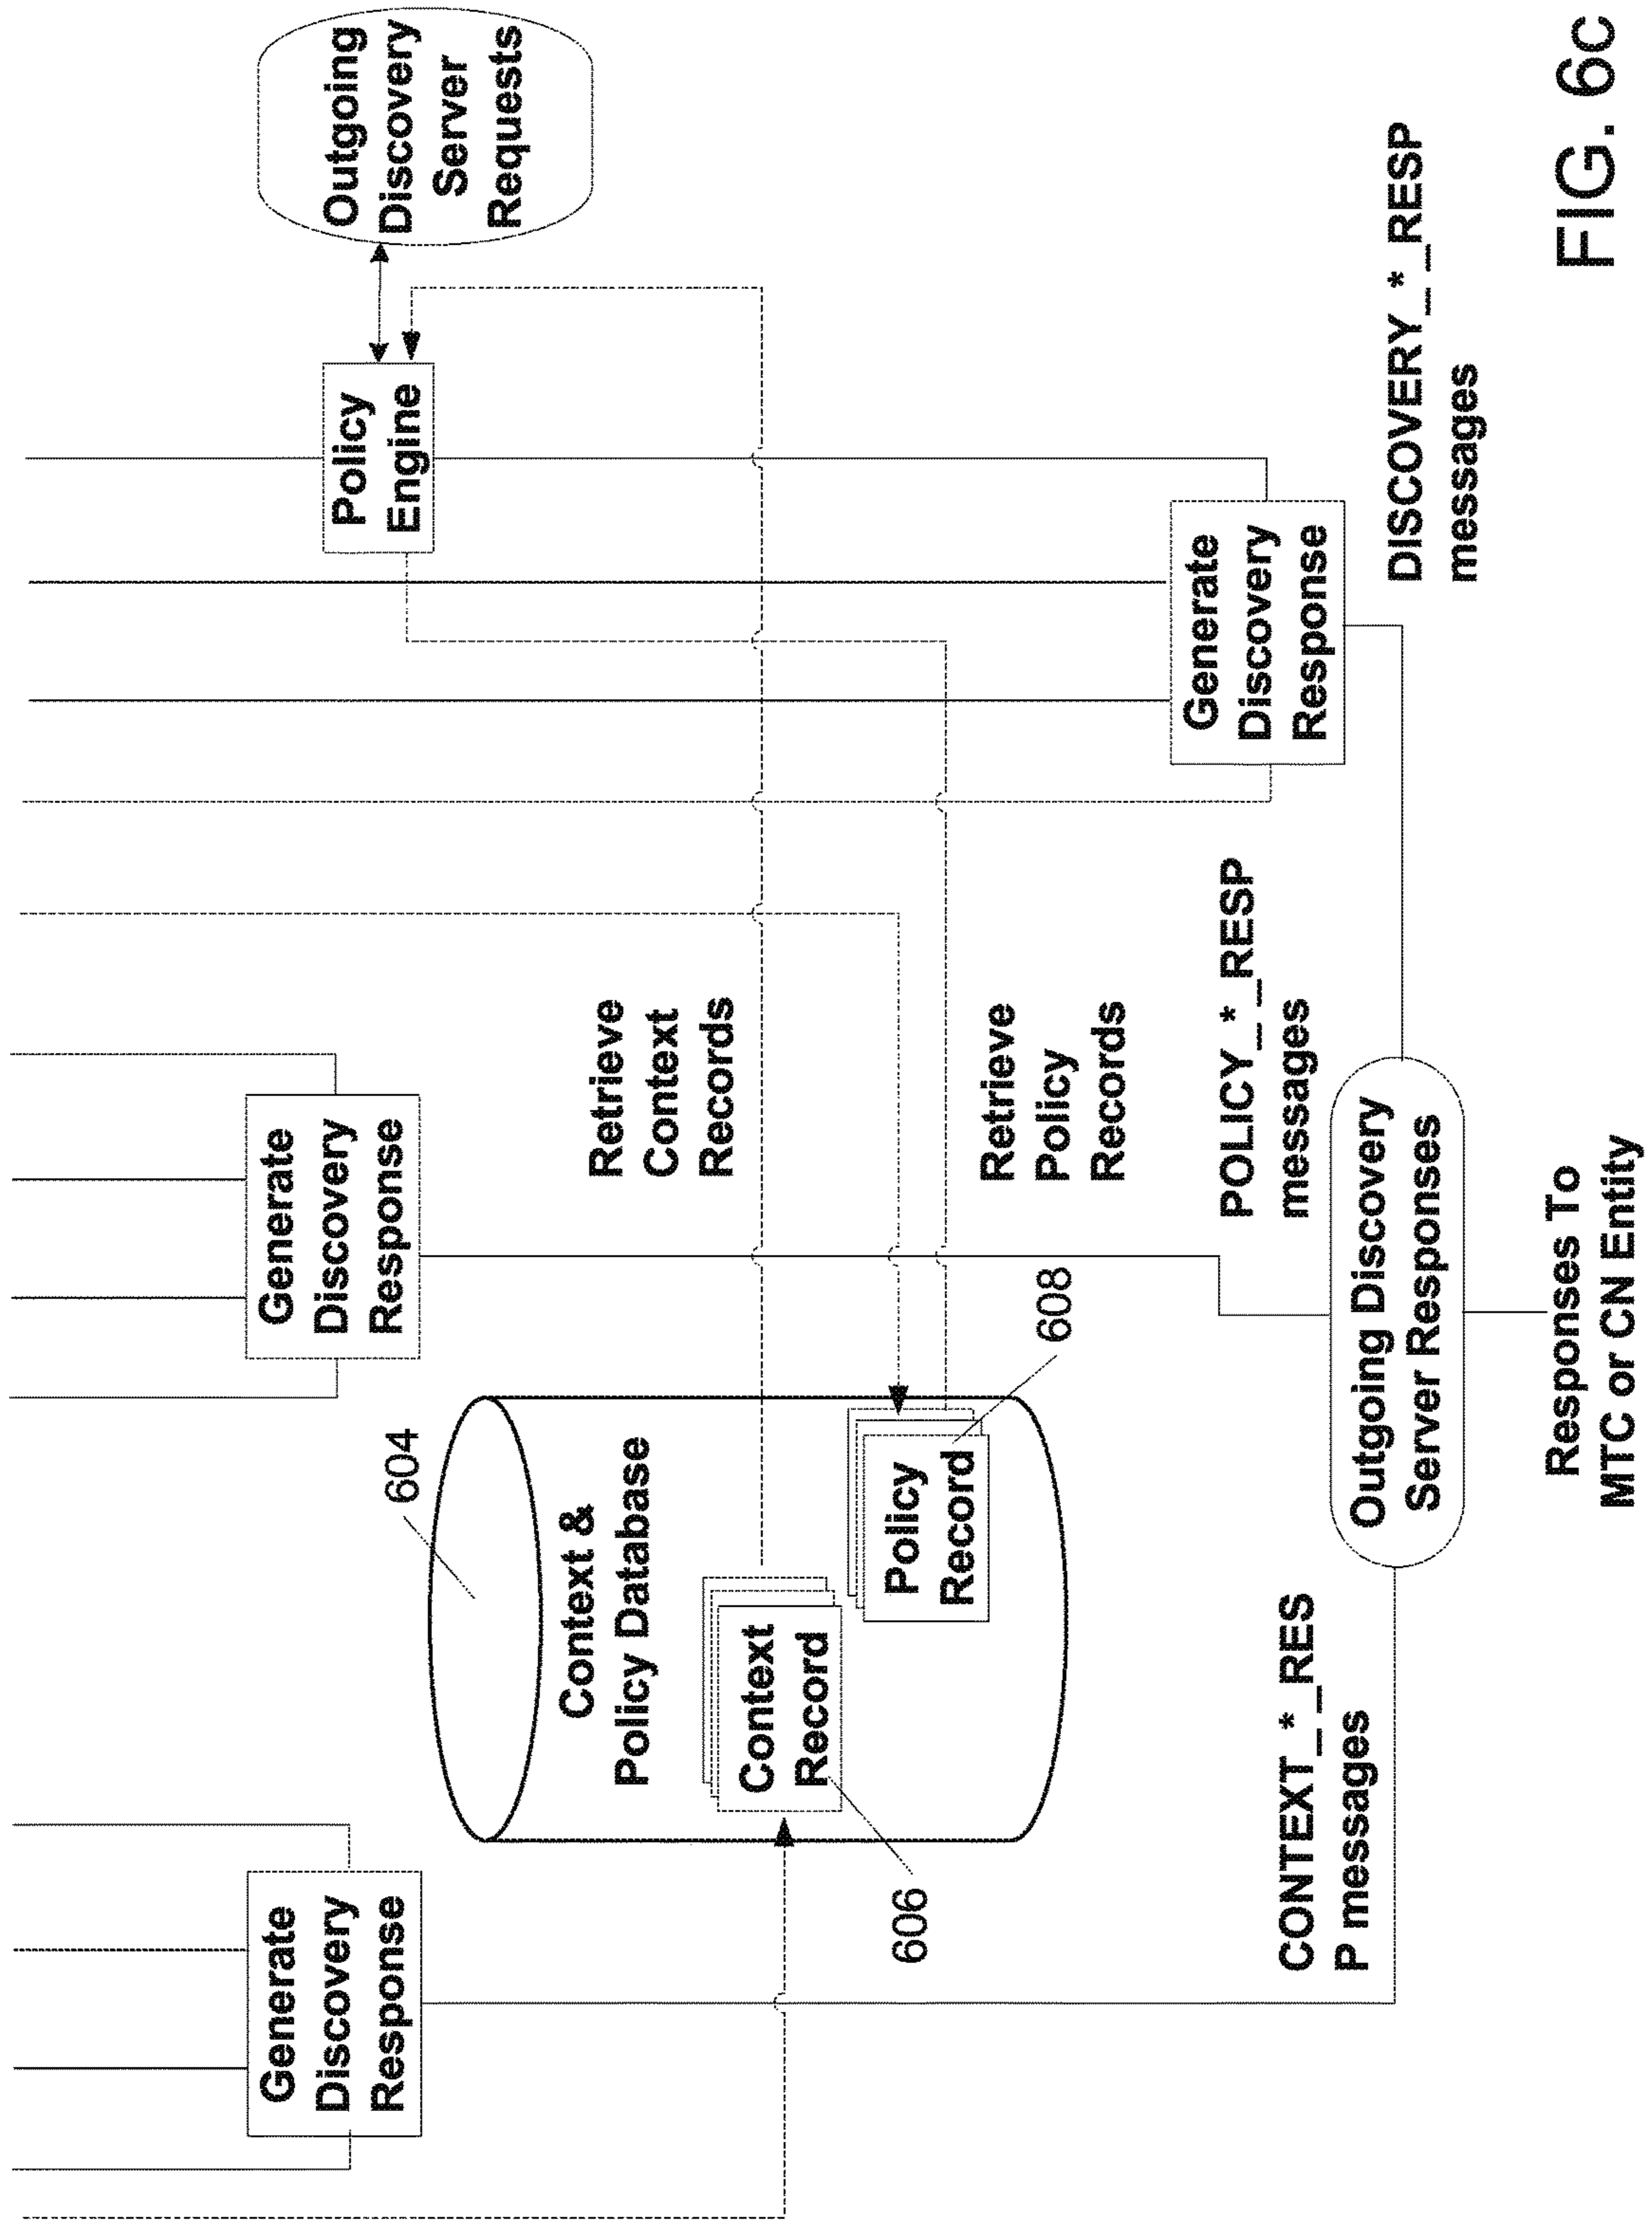 Generate
Discovery
Response
Generate
Discovery
Response
Policy
Engine
Outgoing
Discovery
Server
Requests
604
Context &
Policy Database
Context
Record
606
Policy
Record
608
Retrieve
Context
Records
Retrieve
Policy
Records
Generate
Discovery
Response
CONTEXT_*_RES
P messages
POLICY_*_RESP
messages
DISCOVERY_*_RESP
messages
Outgoing Discovery
Server Responses
Responses To
MTC or CN Entity
FIG. 6c